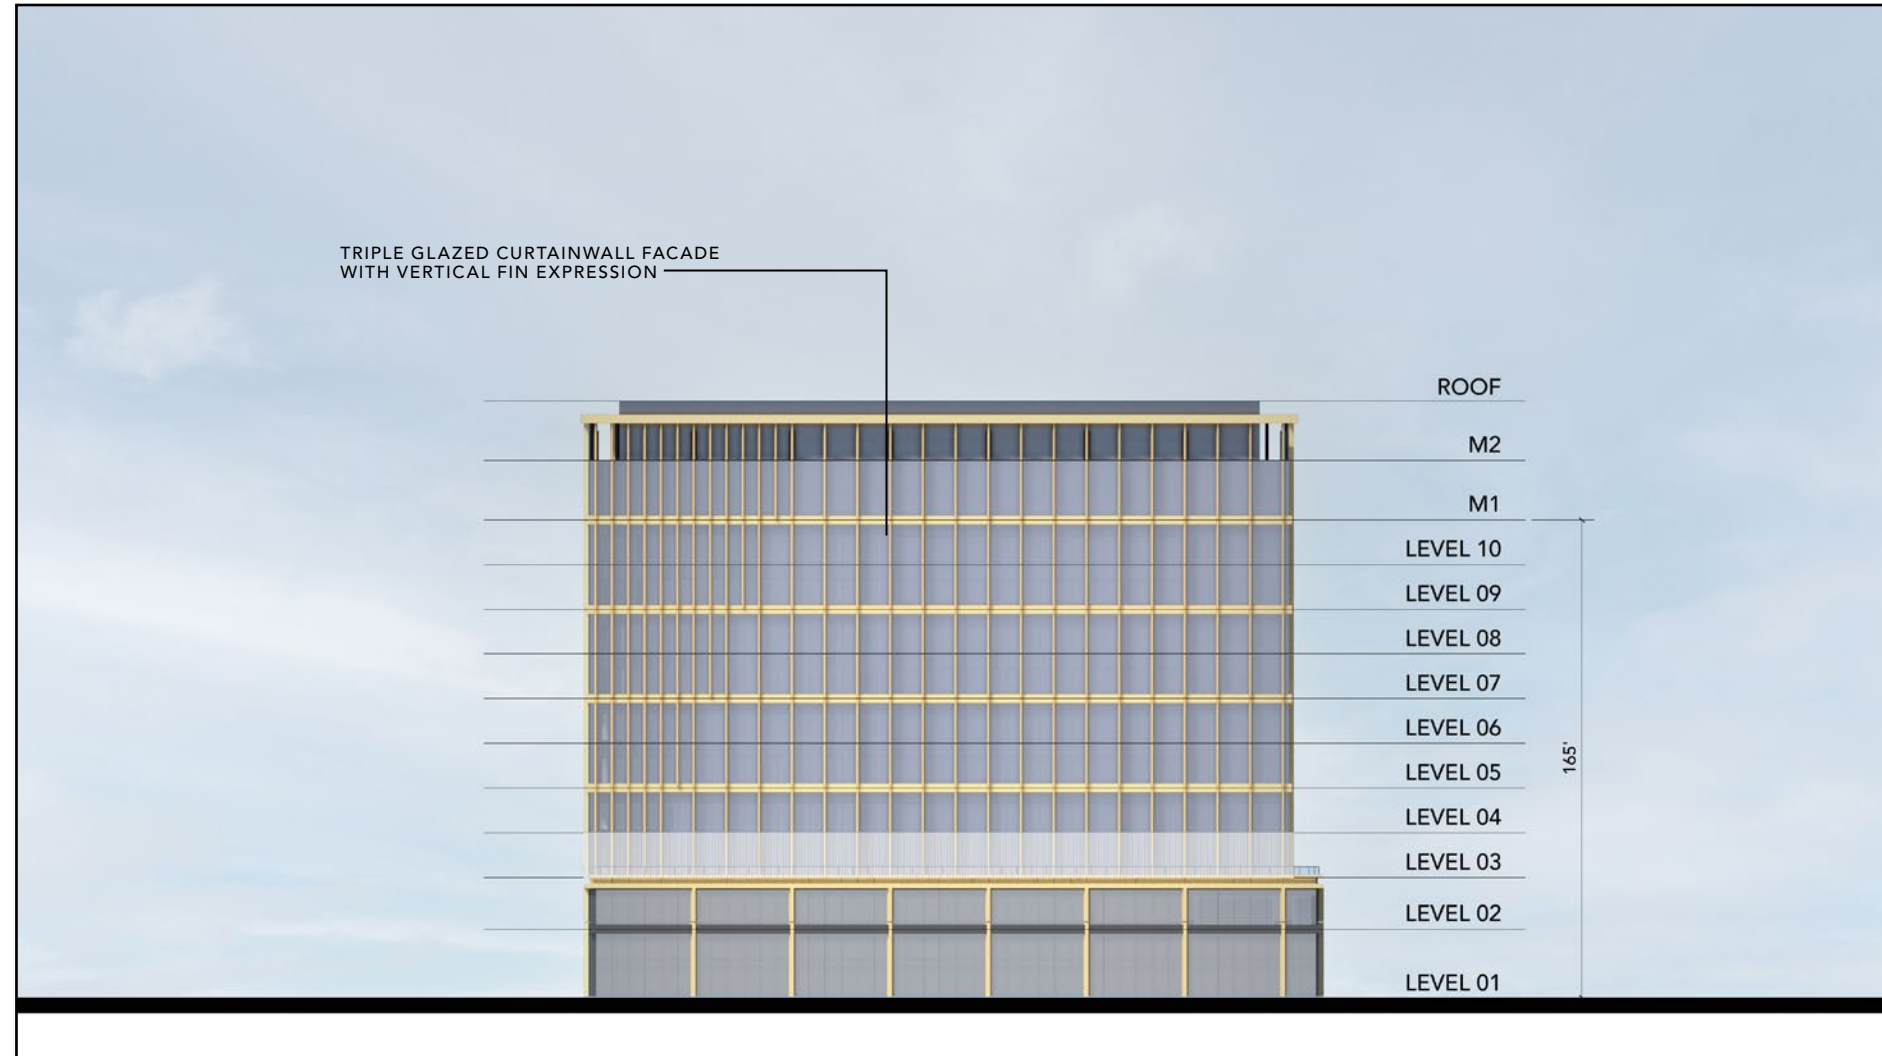 TRIPLE GLAZED CURTAINWALL FACADE
WITH VERTICAL FIN EXPRESSION
ROOF
M2
M1
LEVEL 10
LEVEL 09
LEVEL 08
LEVEL 07
LEVEL 06
LEVEL 05
LEVEL 04
LEVEL 03
LEVEL 02
LEVEL 01
165'